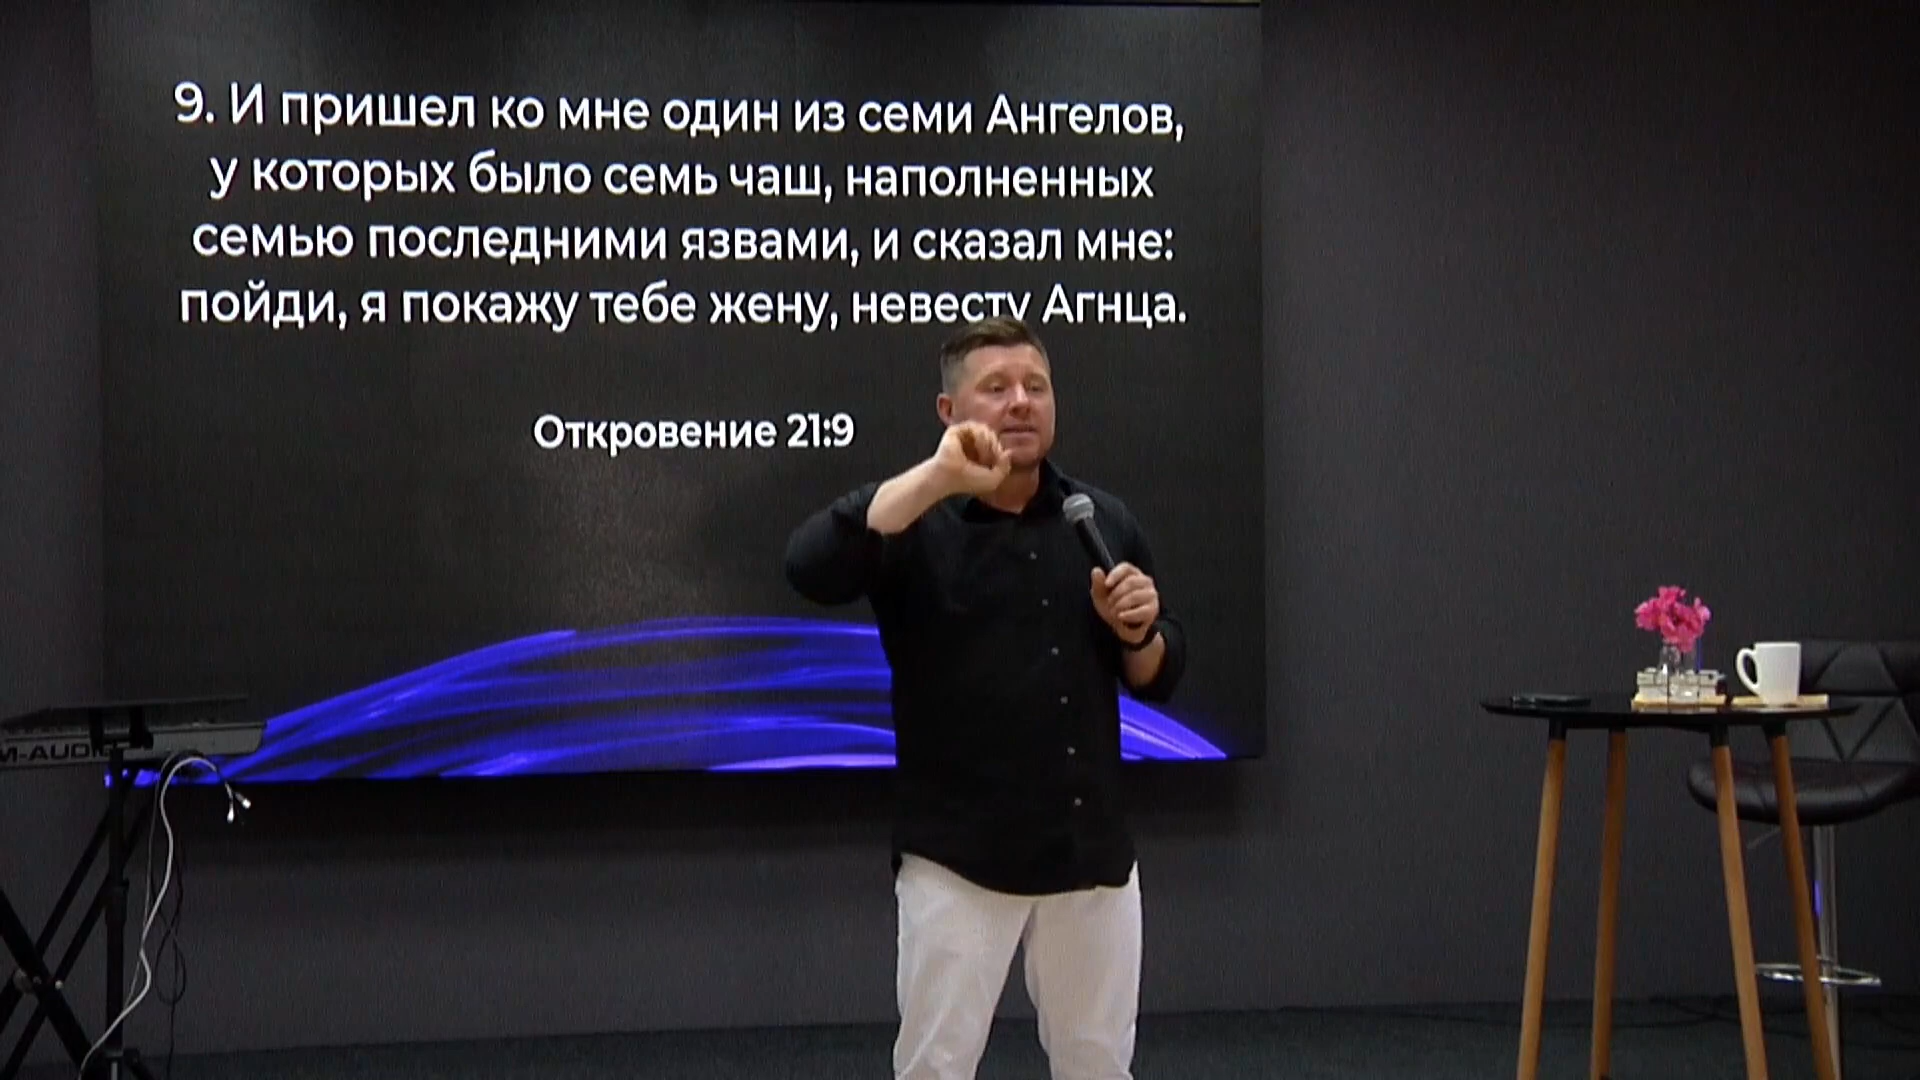 9. И пришел ко мне один из семи Ангелов,
у которых было семь чаш, наполненных
семью последними язвами, и сказал мне:
пойди, я покажу тебе жену, невесту Агнца.
Откровение 21:9
M-AUDIO